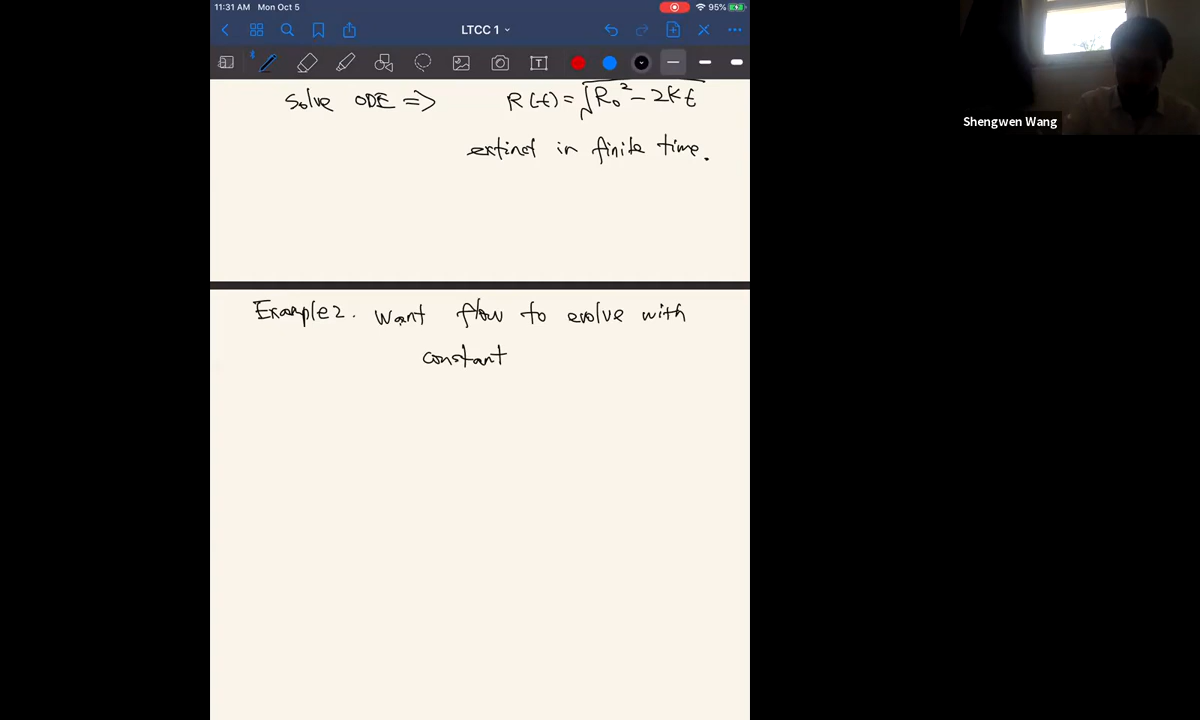 11:31 AM Mon Oct 5
95%
LTCC 1
T
Solve ODE => R(t) = √R₀² - 2kt
extinct in finite time.
Shengwen Wang
Example 2. Want flow to evolve with
constant